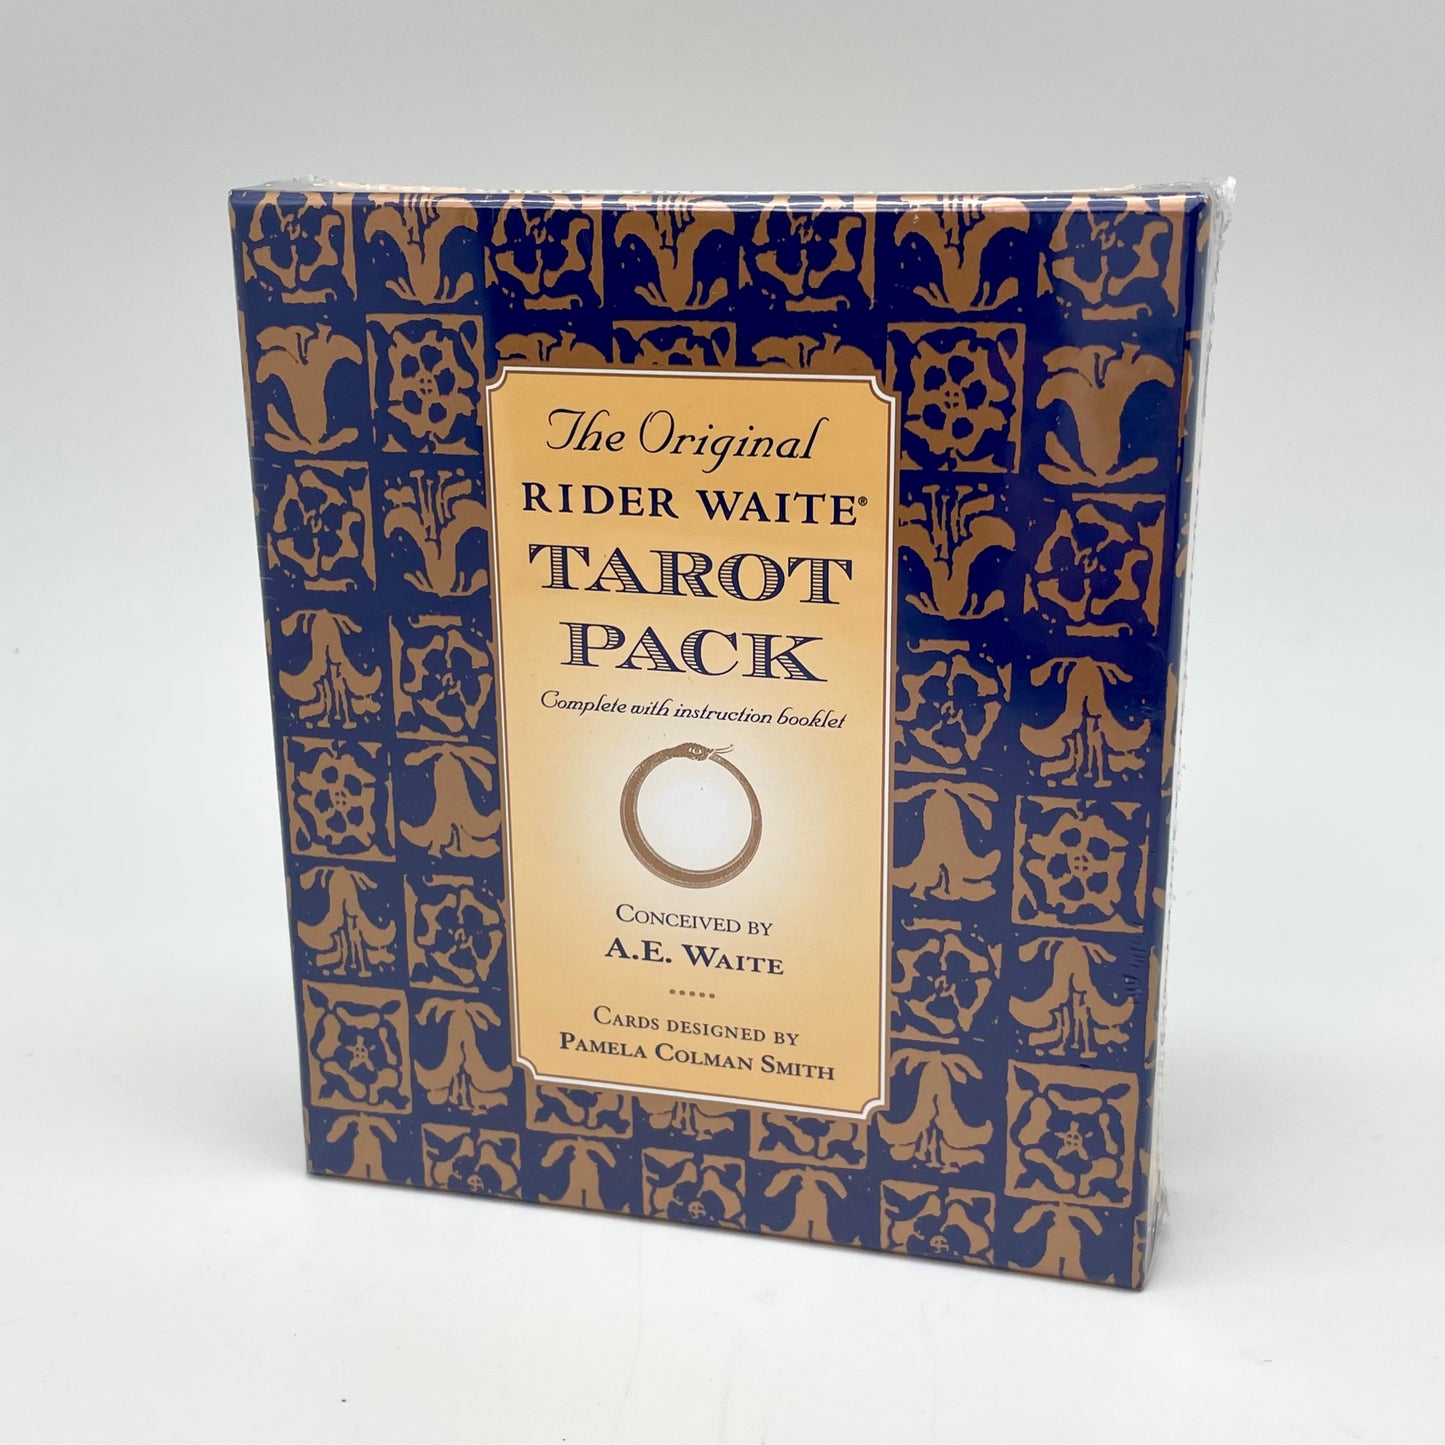 The Original
RIDER WAITE®
TAROT
PACK
Complete with instruction booklet
CONCEIVED BY
A.E. WAITE
CARDS DESIGNED BY
PAMELA COLMAN SMITH